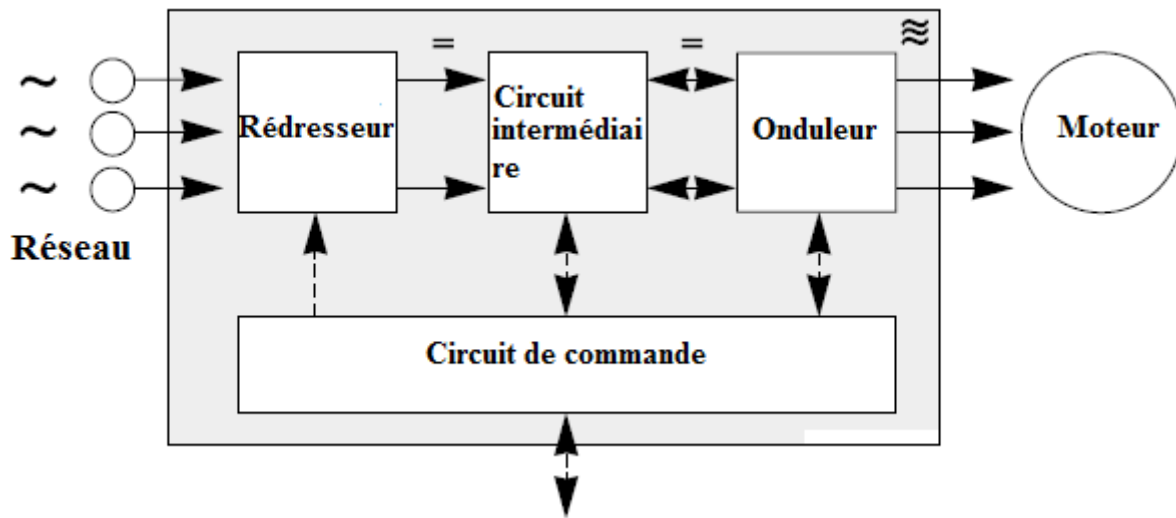 ~
~
~
Réseau
Rédresseur
=
Circuit
intermédiai
re
=
Onduleur
≋
Moteur
Circuit de commande